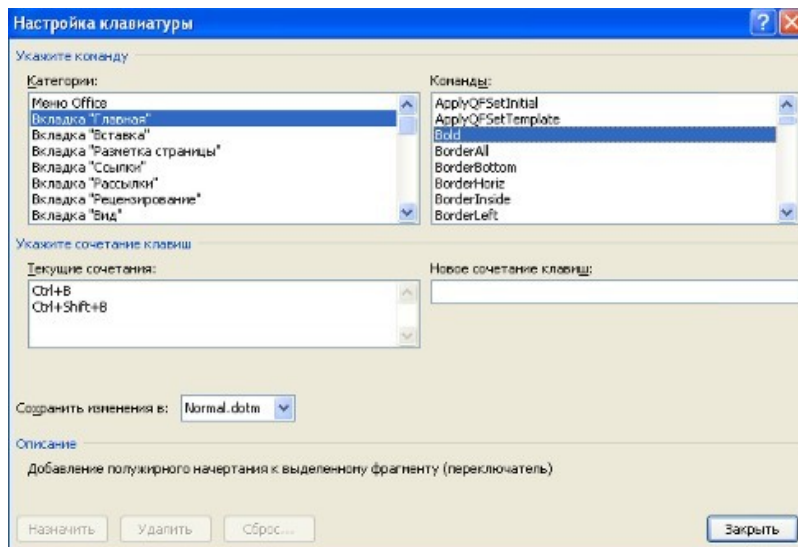 Настройка клавиатуры
Укажите команду
Категории:
Меню Office
Вкладка "Главная"
Вкладка "Вставка"
Вкладка "Разметка страницы"
Вкладка "Ссылки"
Вкладка "Рассылки"
Вкладка "Рецензирование"
Вкладка "Вид"
Команды:
ApplyQFSetInitial
ApplyQFSetTemplate
Bold
BorderAll
BorderBottom
BorderHoriz
BorderInside
BorderLeft
Укажите сочетание клавиш
Текущие сочетания:
Ctrl+B
Ctrl+Shift+B
Новое сочетание клавиш:
Сохранить изменения в: Normal.dotm
Описание
Добавление полужирного начертания к выделенному фрагменту (переключатель)
Назначить Удалить Сброс... Закрыть